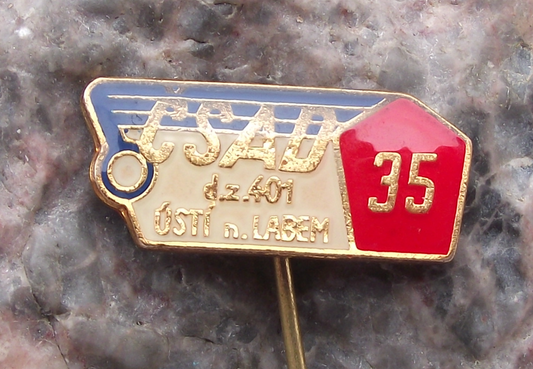 ČSAD
d.z.401
ÚSTÍ n. LABEM
35